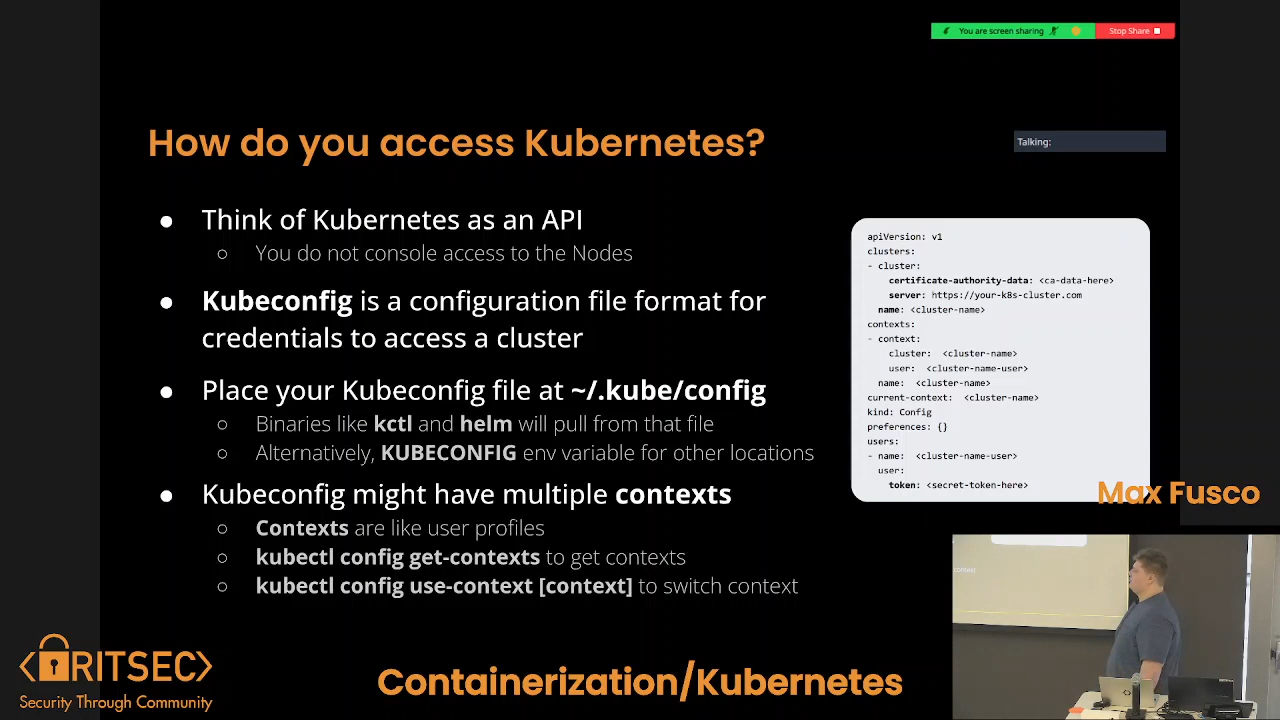 You are screen sharing
Stop Share
How do you access Kubernetes?
Talking:
● Think of Kubernetes as an API
○ You do not console access to the Nodes
● Kubeconfig is a configuration file format for
credentials to access a cluster
● Place your Kubeconfig file at ~/.kube/config
○ Binaries like kctl and helm will pull from that file
○ Alternatively, KUBECONFIG env variable for other locations
● Kubeconfig might have multiple contexts
○ Contexts are like user profiles
○ kubectl config get-contexts to get contexts
○ kubectl config use-context [context] to switch context
apiVersion: v1
clusters:
- cluster:
certificate-authority-data: <ca-data-here>
server: https://your-k8s-cluster.com
name: <cluster-name>
contexts:
- context:
cluster: <cluster-name>
user: <cluster-name-user>
name: <cluster-name>
current-context: <cluster-name>
kind: Config
preferences: {}
users:
- name: <cluster-name-user>
user:
token: <secret-token-here>
Max Fusco
context
RITSEC
Security Through Community
Containerization/Kubernetes